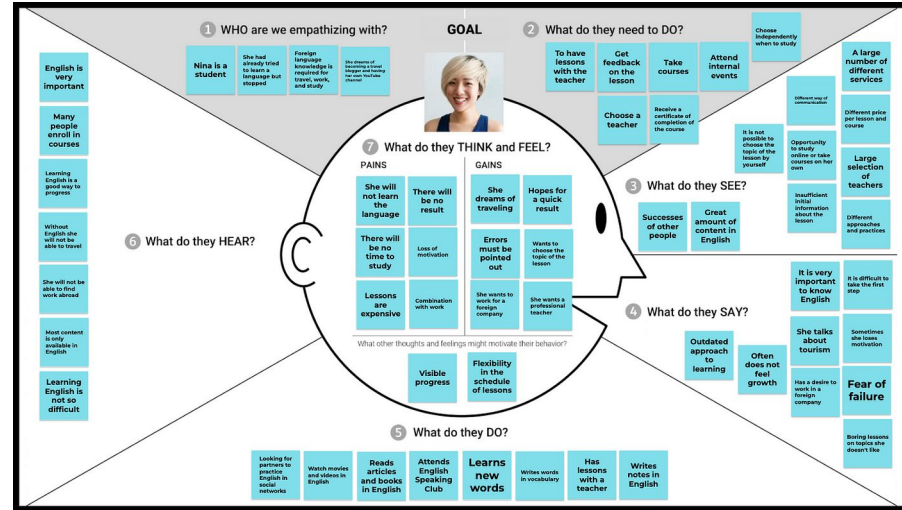 1 WHO are we empathizing with?
Nina is a
student
She had already
tried to
learn a
language but
stopped
Foreign
language
knowledge is
required for
travel, work,
and study
She dreams of
becoming a travel
blogger and having
her own YouTube
channel
GOAL
2 What do they need to DO?
To have
lessons
with the
teacher
Get
feedback
on the
lesson
Take
courses
Attend
internal
events
Choose
independently
when to study
Choose a
teacher
Receive a
certificate of
completion of
the course
3 What do they SEE?
Successes
of other
people
Great
amount of
content in
English
It is not
possible to
choose the
topic of the
lesson by
yourself
Different way of
communication
Opportunity
to study
online or take
courses on her
own
Insufficient
initial
information
about the
lesson
A large
number of
different
services
Different price
per lesson and
course
Large
selection
of
teachers
Different
approaches
and practices
4 What do they SAY?
Outdated
approach
to
learning
Often
does not
feel
growth
It is very
important
to know
English
She talks
about
tourism
Has a desire to
work in a
foreign
company
It is difficult to
take the first
step
Sometimes
she loses
motivation
Fear of
failure
Boring lessons
on topics she
doesn't like
5 What do they DO?
Looking for
partners to
practice
English in
social
networks
Watch movies
and videos in
English
Reads
articles
and books
in English
Attends
English
Speaking
Club
Learns
new
words
Writes words
in vocabulary
Has
lessons
with a
teacher
Writes
notes in
English
6 What do they HEAR?
English is
very
important
Many
people
enroll in
courses
Learning
English is a
good way to
progress
Without
English she
will not be
able to travel
She will not be
able to find
work abroad
Most content
is only
available in
English
Learning
English is
not so
difficult
7 What do they THINK and FEEL?
PAINS
She will
not learn
the
language
There will
be no
result
There will
be no
time to
study
Loss of
motivation
Lessons
are
expensive
Combination
with work
GAINS
She
dreams of
traveling
Hopes for
a quick
result
Errors
must be
pointed
out
Wants to
choose the
topic of the
lesson
She wants to
work for a
foreign
company
She wants a
professional
teacher
What other thoughts and feelings might motivate their behavior?
Visible
progress
Flexibility
in the
schedule
of lessons